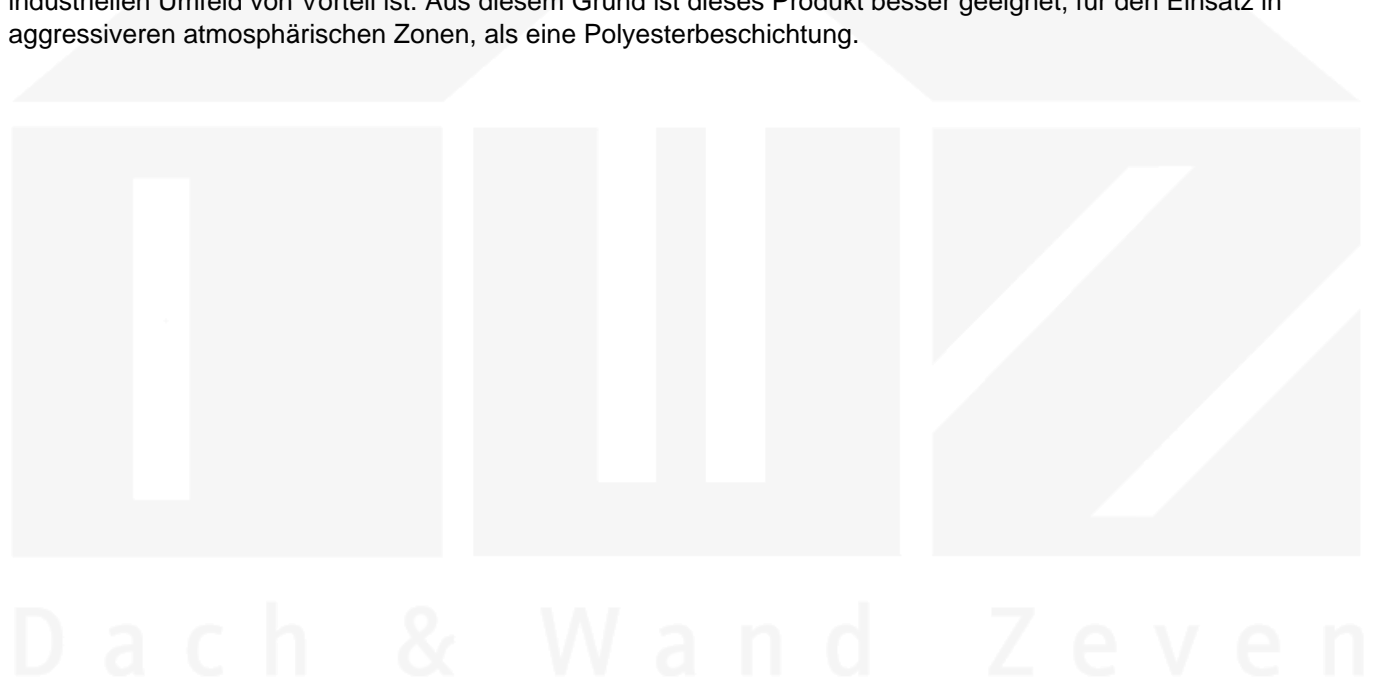 industriellen Umfeld von Vorteil ist. Aus diesem Grund ist dieses Produkt besser geeignet, für den Einsatz in
aggressiveren atmosphärischen Zonen, als eine Polyesterbeschichtung.
Dach & Wand Zeven